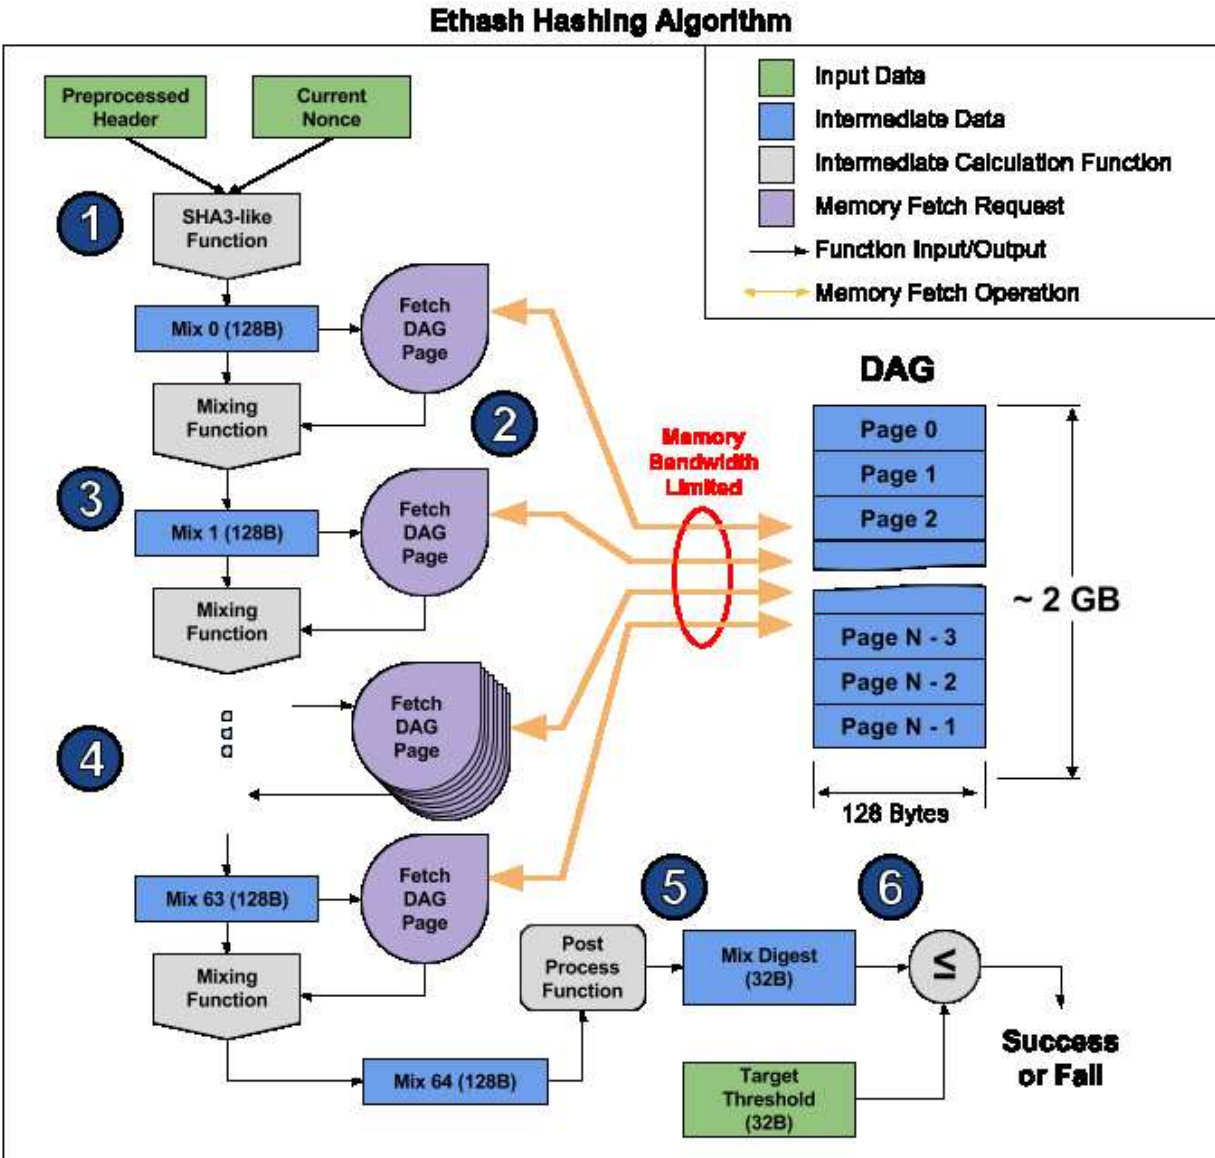 Ethash Hashing Algorithm
Preprocessed
Header
Current
Nonce
Input Data
Intermediate Data
Intermediate Calculation Function
Memory Fetch Request
Function Input/Output
Memory Fetch Operation
1
SHA3-like
Function
Mix 0 (128B)
Fetch
DAG
Page
Mixing
Function
2
3
Mix 1 (128B)
Fetch
DAG
Page
Mixing
Function
Memory
Bandwidth
Limited
DAG
Page 0
Page 1
Page 2
Page N - 3
Page N - 2
Page N - 1
~ 2 GB
128 Bytes
4
Fetch
DAG
Page
Mix 63 (128B)
Fetch
DAG
Page
Mixing
Function
Mix 64 (128B)
Post
Process
Function
5
Mix Digest
(32B)
6
≤
Target
Threshold
(32B)
Success
or Fail